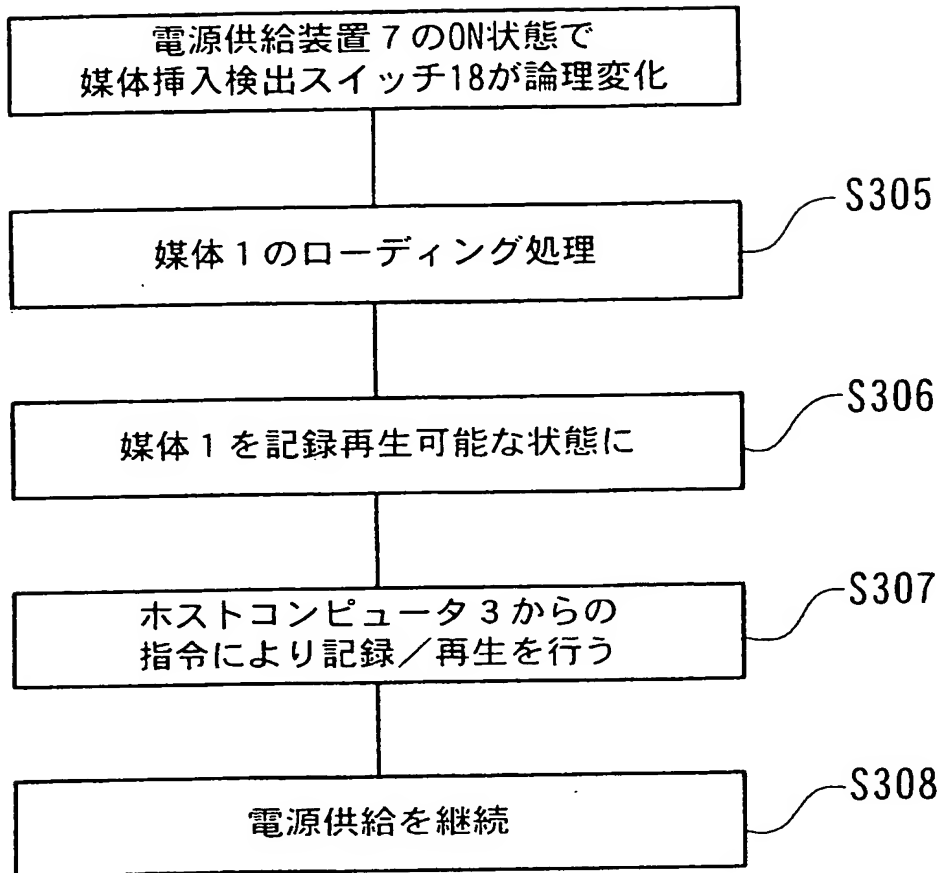 電源供給装置7のON状態で
媒体挿入検出スイッチ18が論理変化
S305
媒体1のローディング処理
S306
媒体1を記録再生可能な状態に
S307
ホストコンピュータ3からの
指令により記録/再生を行う
S308
電源供給を継続